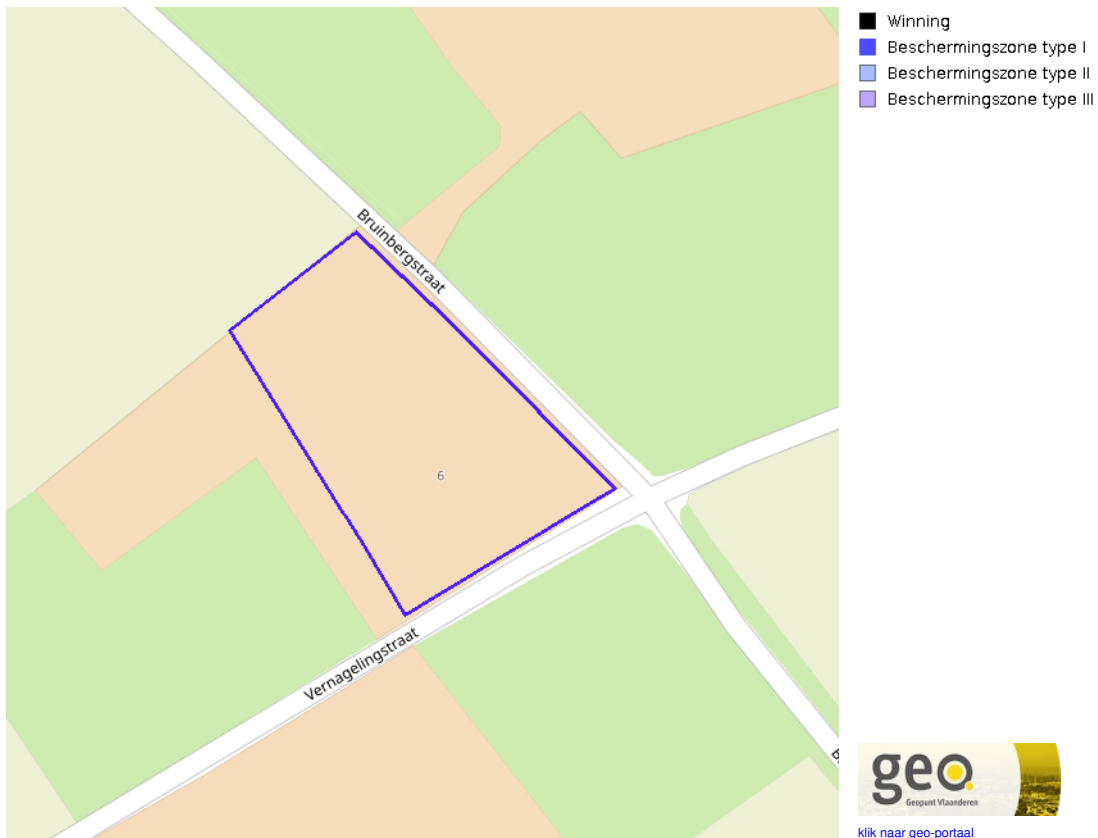 Winning
Beschermingszone type I
Beschermingszone type II
Beschermingszone type III
Bruinbergstraat
6
Vernagelingstraat
geo.
Geopunt Vlaanderen
klik naar geo-portaal